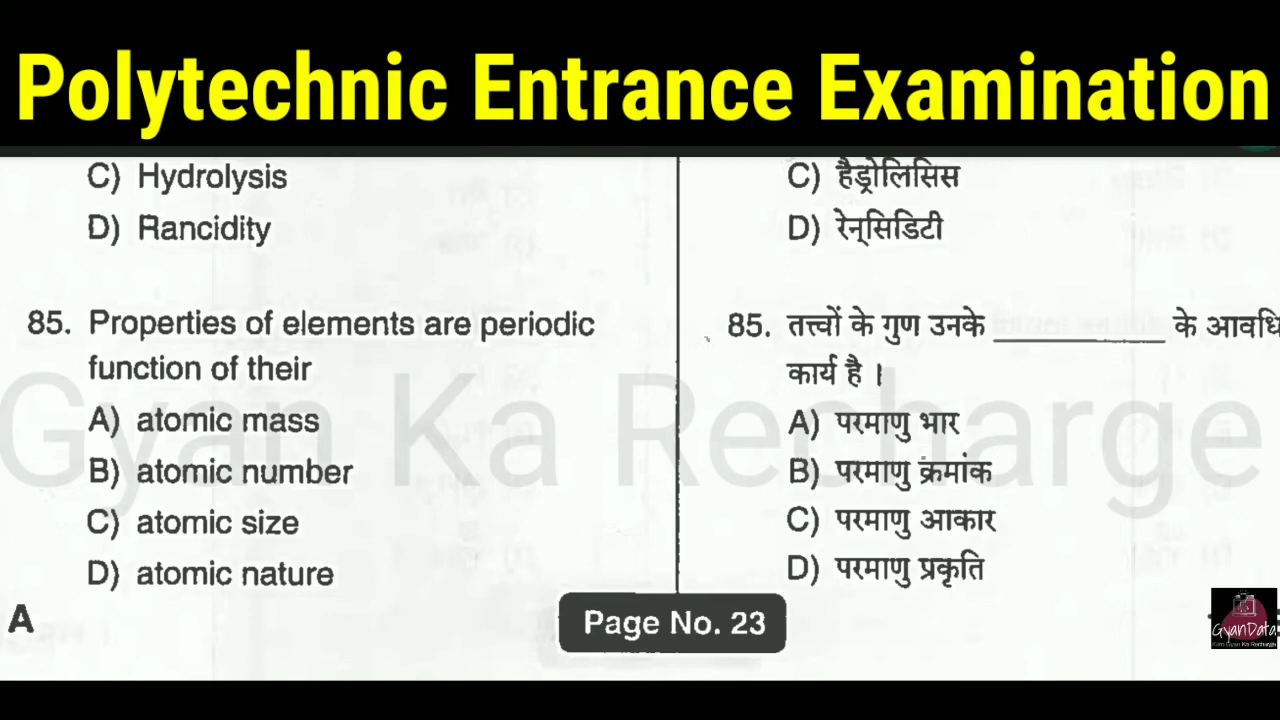 Polytechnic Entrance Examination
C) Hydrolysis
D) Rancidity
85. Properties of elements are periodic
function of their
A) atomic mass
B) atomic number
C) atomic size
D) atomic nature
A
C) हैड्रोलिसिस
D) रेन्सिडिटी
85. तत्त्वों के गुण उनके ____________ के आवधि
कार्य है ।
A) परमाणु भार
B) परमाणु क्रमांक
C) परमाणु आकार
D) परमाणु प्रकृति
Gyan Ka Recharge
Page No. 23
GyanData